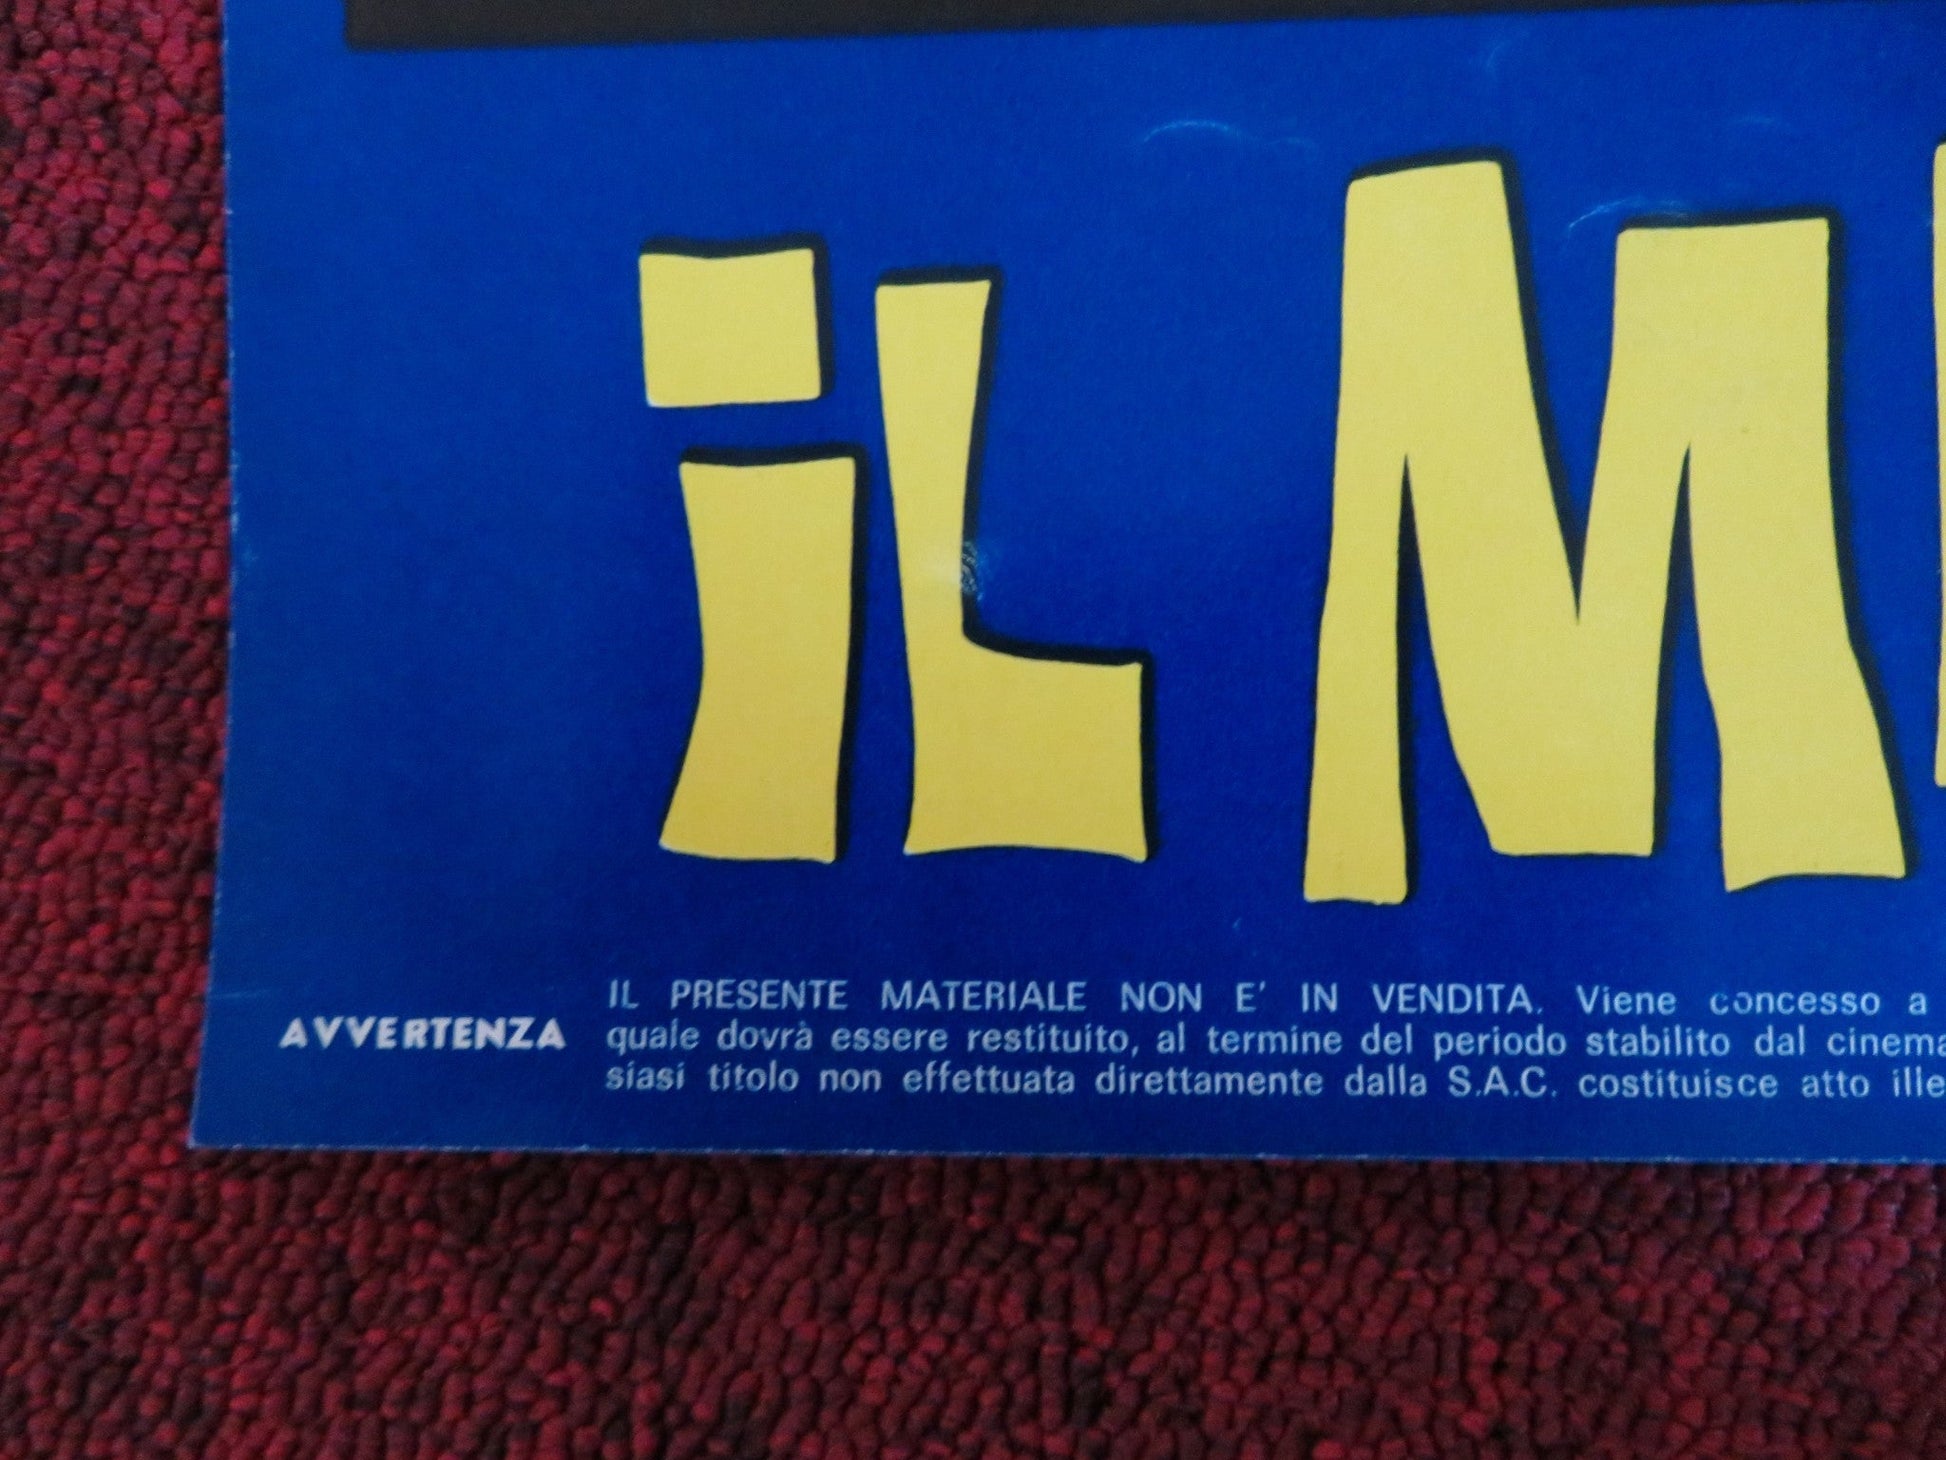 iL M
AVVERTENZA
IL PRESENTE MATERIALE NON E' IN VENDITA. Viene concesso a
quale dovrà essere restituito, al termine del periodo stabilito dal cinema
siasi titolo non effettuata direttamente dalla S.A.C. costituisce atto ille